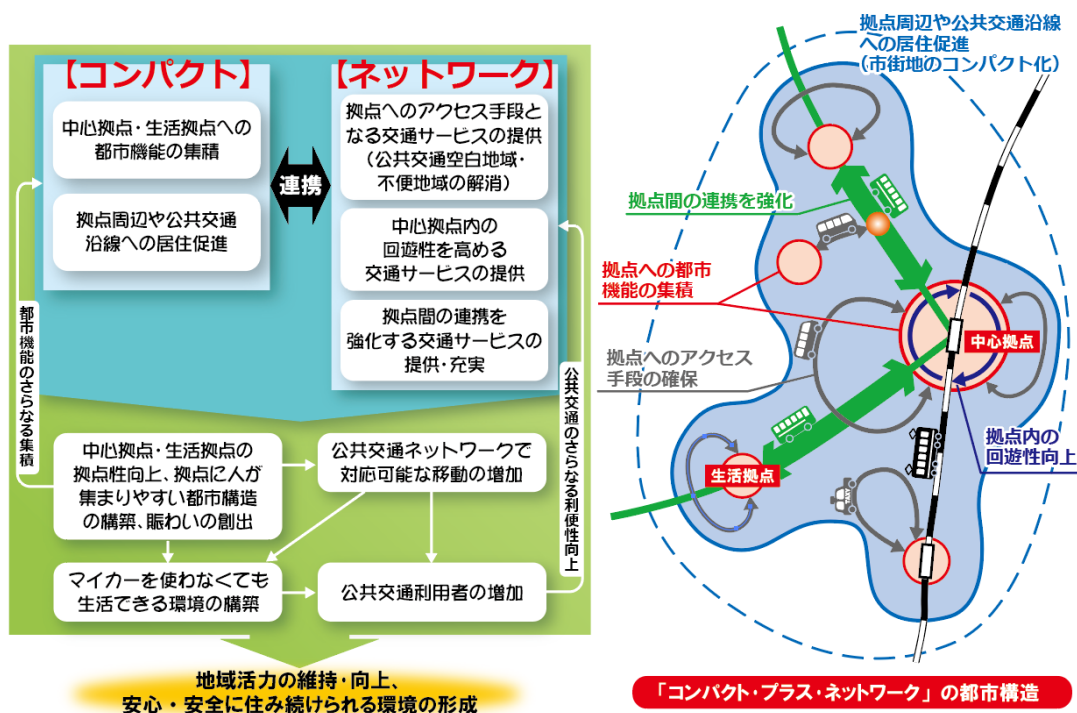 【コンパクト】
中心拠点・生活拠点への
都市機能の集積
拠点周辺や公共交通
沿線への居住促進
連携
【ネットワーク】
拠点へのアクセス手段と
なる交通サービスの提供
(公共交通空白地域・
不便地域の解消)
中心拠点内の
回遊性を高める
交通サービスの提供
拠点間の連携を
強化する交通サービスの
提供・充実
都市機能のさらなる集積
公共交通のさらなる利便性向上
中心拠点・生活拠点の
拠点性向上、拠点に人が
集まりやすい都市構造
の構築、賑わいの創出
公共交通ネットワークで
対応可能な移動の増加
マイカーを使わなくても
生活できる環境の構築
公共交通利用者の増加
地域活力の維持・向上、
安心・安全に住み続けられる環境の形成
拠点周辺や公共交通沿線
への居住促進
(市街地のコンパクト化)
拠点間の連携を強化
拠点への都市
機能の集積
中心拠点
拠点へのアクセス
手段の確保
拠点内の
回遊性向上
生活拠点
TAXI
「コンパクト・プラス・ネットワーク」の都市構造